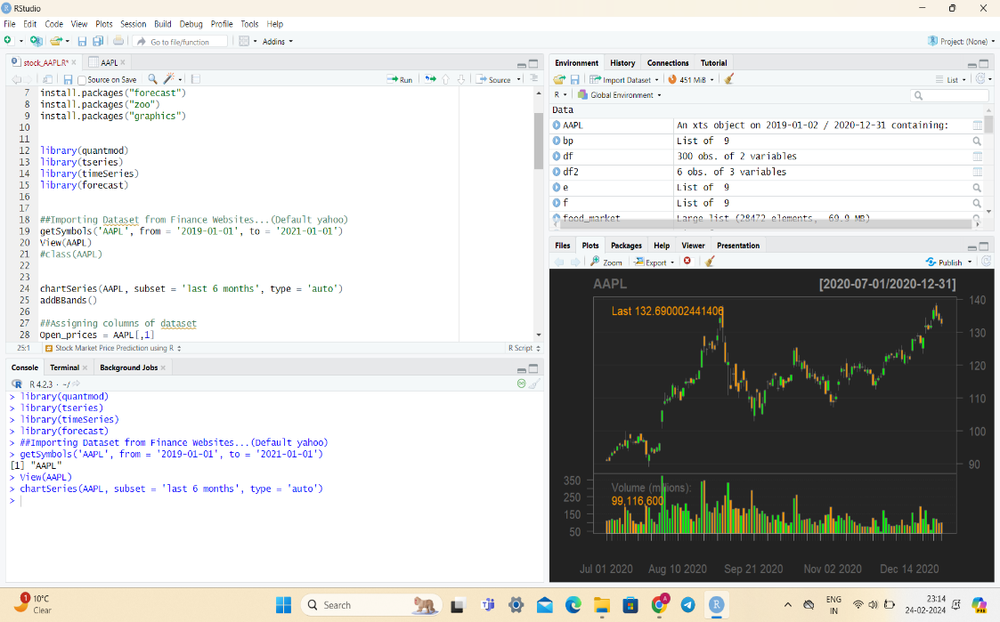 RStudio
File Edit Code View Plots Session Build Debug Profile Tools Help
Go to file/function Addins Project: (None)
stock_AAPL.R* AAPL
Source on Save Run Source
7 install.packages("forecast")
8 install.packages("zoo")
9 install.packages("graphics")
10
11
12 library(quantmod)
13 library(tseries)
14 library(timeSeries)
15 library(forecast)
16
17
18 ##Importing Dataset from Finance Websites...(Default yahoo)
19 getSymbols('AAPL', from = '2019-01-01', to = '2021-01-01')
20 View(AAPL)
21 #class(AAPL)
22
23
24 chartSeries(AAPL, subset = 'last 6 months', type = 'auto')
25 addBBands()
26
27 ##Assigning columns of dataset
28 Open_prices = AAPL[,1]
25:1 Stock Market Price Prediction using R R Script
Console Terminal Background Jobs
R 4.2.3 · ~/
> library(quantmod)
> library(tseries)
> library(timeSeries)
> library(forecast)
> ##Importing Dataset from Finance Websites...(Default yahoo)
> getSymbols('AAPL', from = '2019-01-01', to = '2021-01-01')
[1] "AAPL"
> View(AAPL)
> chartSeries(AAPL, subset = 'last 6 months', type = 'auto')
>
Environment History Connections Tutorial
Import Dataset 451 MiB List
R Global Environment
Data
AAPL An xts object on 2019-01-02 / 2020-12-31 containing:
bp List of 9
df 300 obs. of 2 variables
df2 6 obs. of 3 variables
e List of 9
f List of 9
food_market Large list (28472 elements, 69.9 MB)
Files Plots Packages Help Viewer Presentation
Zoom Export Publish
AAPL [2020-07-01/2020-12-31]
Last 132.690002441406
140
130
120
110
100
90
Volume (millions):
99,116,600
350
250
150
50
Jul 01 2020 Aug 10 2020 Sep 21 2020 Nov 02 2020 Dec 14 2020
1
10°C
Clear
Search
A
R
ENG
IN
23:14
24-02-2024
PRE